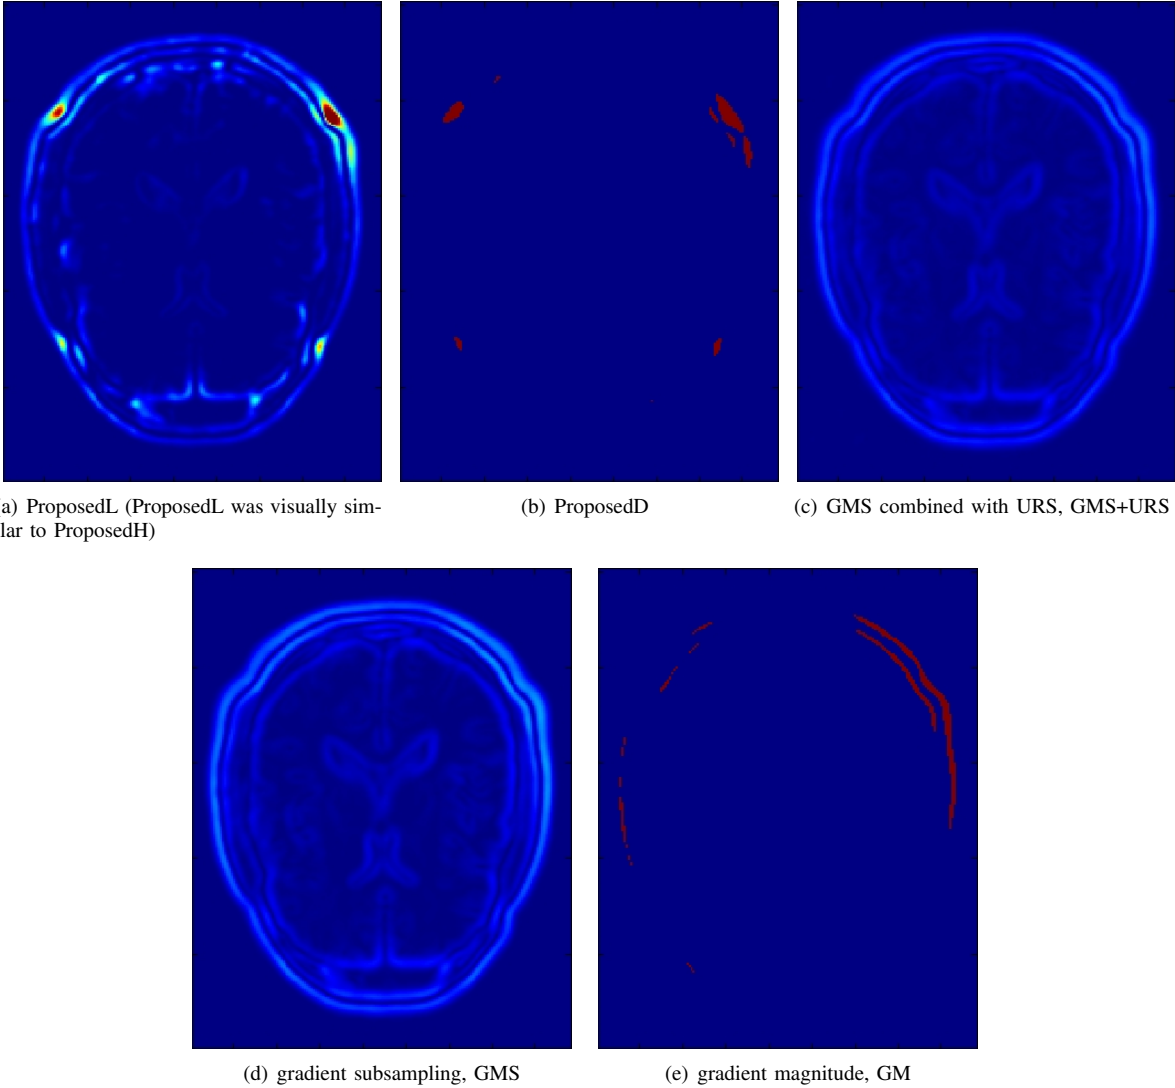 a) ProposedL (ProposedL was visually sim-
lar to ProposedH)
(b) ProposedD
(c) GMS combined with URS, GMS+URS
(d) gradient subsampling, GMS
(e) gradient magnitude, GM